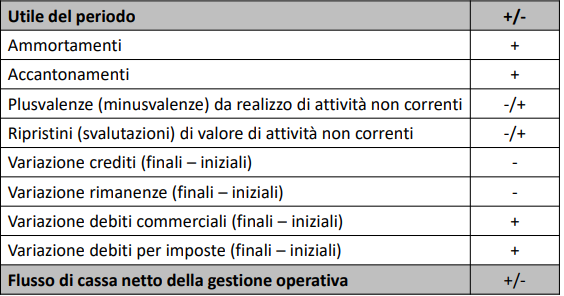 Utile del periodo +/-
Ammortamenti +
Accantonamenti +
Plusvalenze (minusvalenze) da realizzo di attività non correnti -/+
Ripristini (svalutazioni) di valore di attività non correnti -/+
Variazione crediti (finali – iniziali) -
Variazione rimanenze (finali – iniziali) -
Variazione debiti commerciali (finali – iniziali) +
Variazione debiti per imposte (finali – iniziali) +
Flusso di cassa netto della gestione operativa +/-